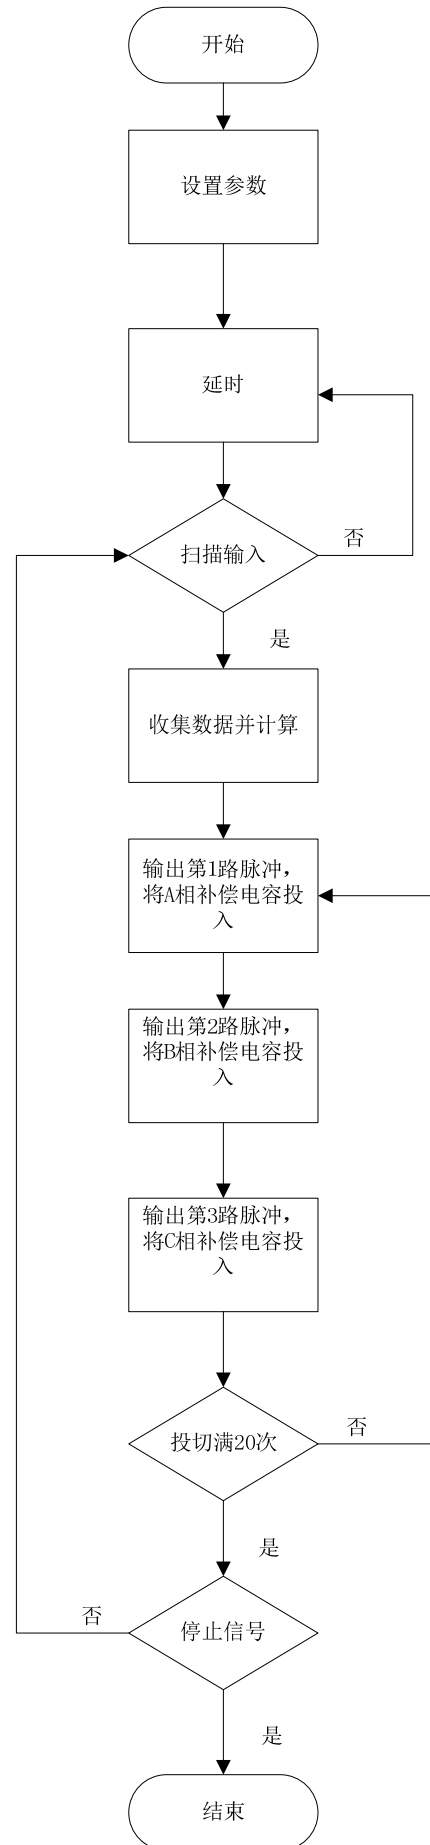 开始
设置参数
延时
扫描输入
否
是
收集数据并计算
输出第1路脉冲，
将A相补偿电容投
入
输出第2路脉冲，
将B相补偿电容投
入
输出第3路脉冲，
将C相补偿电容投
入
投切满20次
否
是
停止信号
否
是
结束